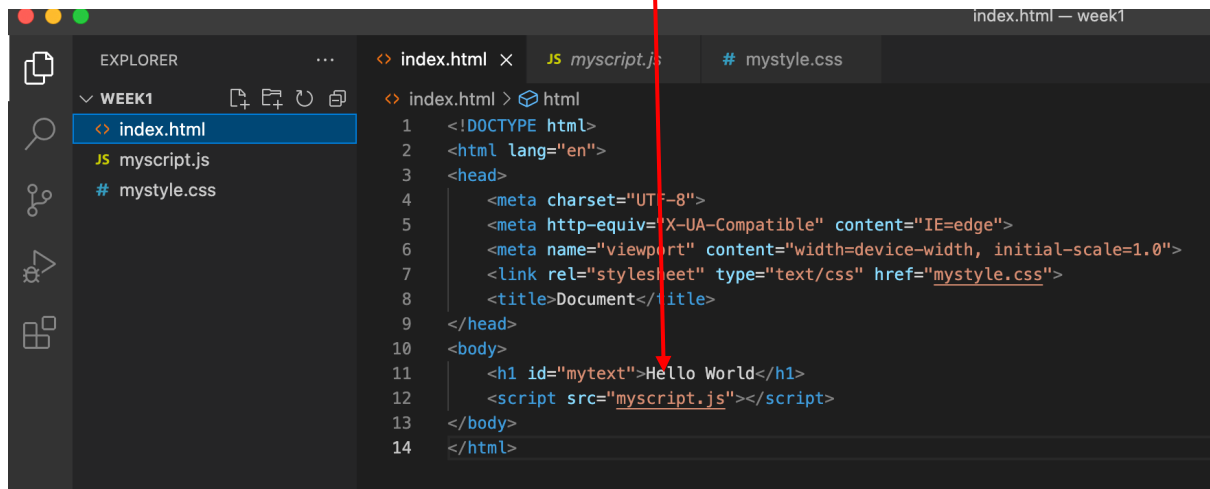 index.html — week1
EXPLORER ...
index.html × JS myscript.js # mystyle.css
WEEK1
index.html > html
index.html
JS myscript.js
# mystyle.css
1 <!DOCTYPE html>
2 <html lang="en">
3 <head>
4 <meta charset="UTF-8">
5 <meta http-equiv="X-UA-Compatible" content="IE=edge">
6 <meta name="viewport" content="width=device-width, initial-scale=1.0">
7 <link rel="stylesheet" type="text/css" href="mystyle.css">
8 <title>Document</title>
9 </head>
10 <body>
11 <h1 id="mytext">Hello World</h1>
12 <script src="myscript.js"></script>
13 </body>
14 </html>